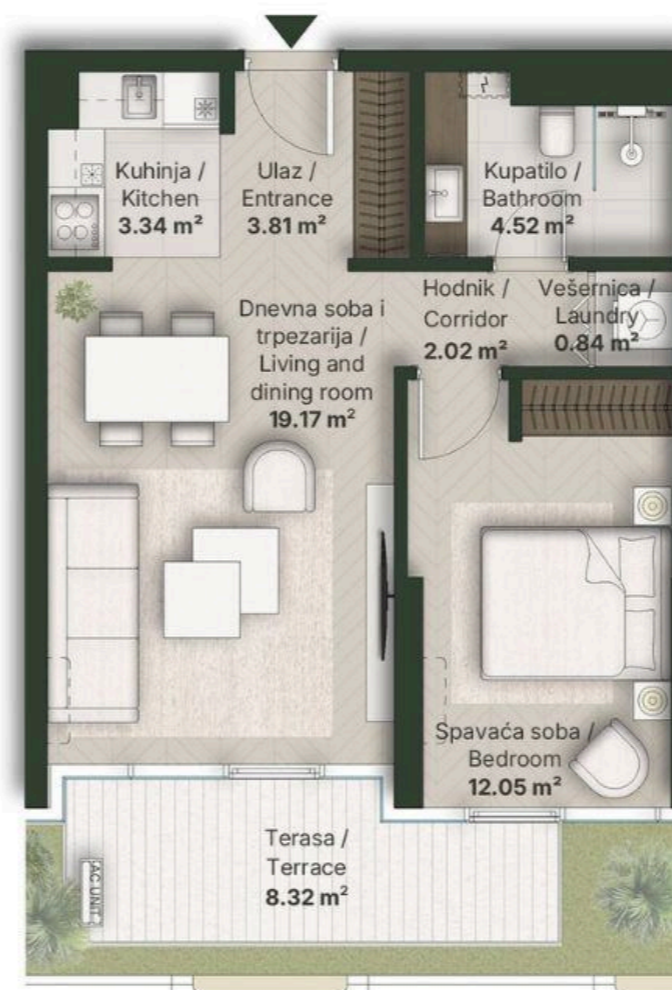 Kuhinja /
Kitchen
3.34 m²
Ulaz /
Entrance
3.81 m²
Kupatilo /
Bathroom
4.52 m²
Dnevna soba i
trpezarija /
Living and
dining room
19.17 m²
Hodnik /
Corridor
2.02 m²
Vešernica /
Laundry
0.84 m²
Spavaća soba /
Bedroom
12.05 m²
Terasa /
Terrace
8.32 m²
AC UNIT